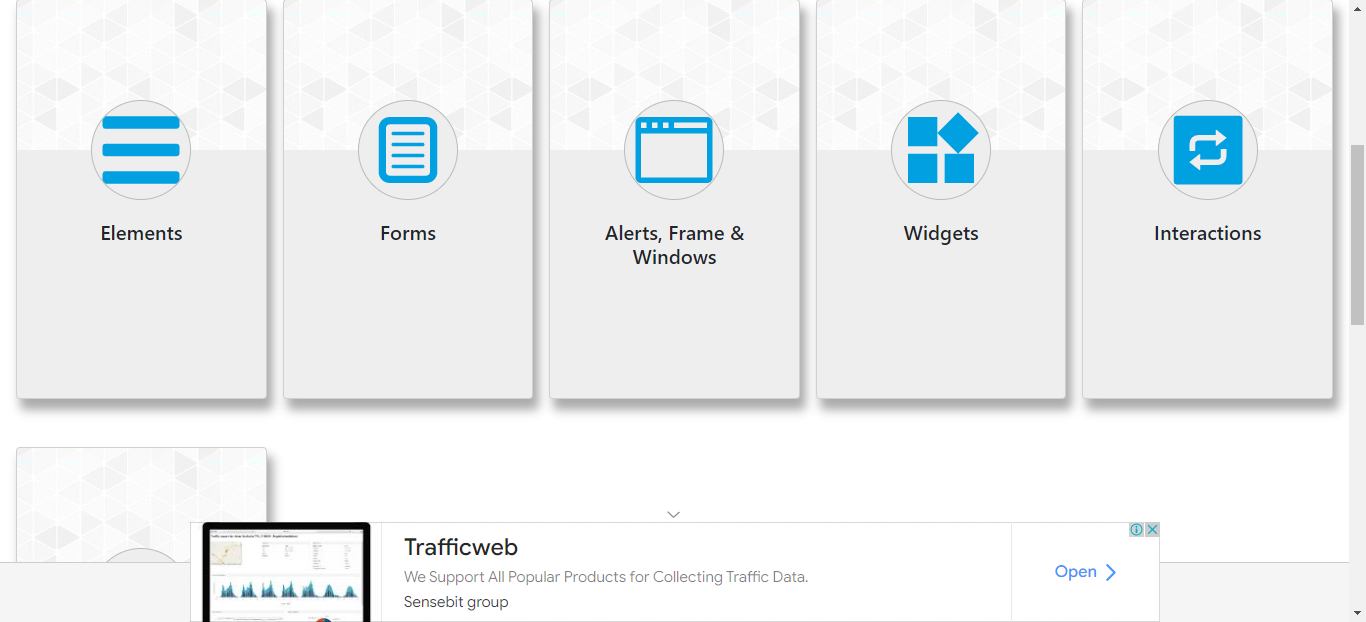 Elements
Forms
Alerts, Frame &
Windows
Widgets
Interactions
Trafficweb
We Support All Popular Products for Collecting Traffic Data.
Sensebit group
Open